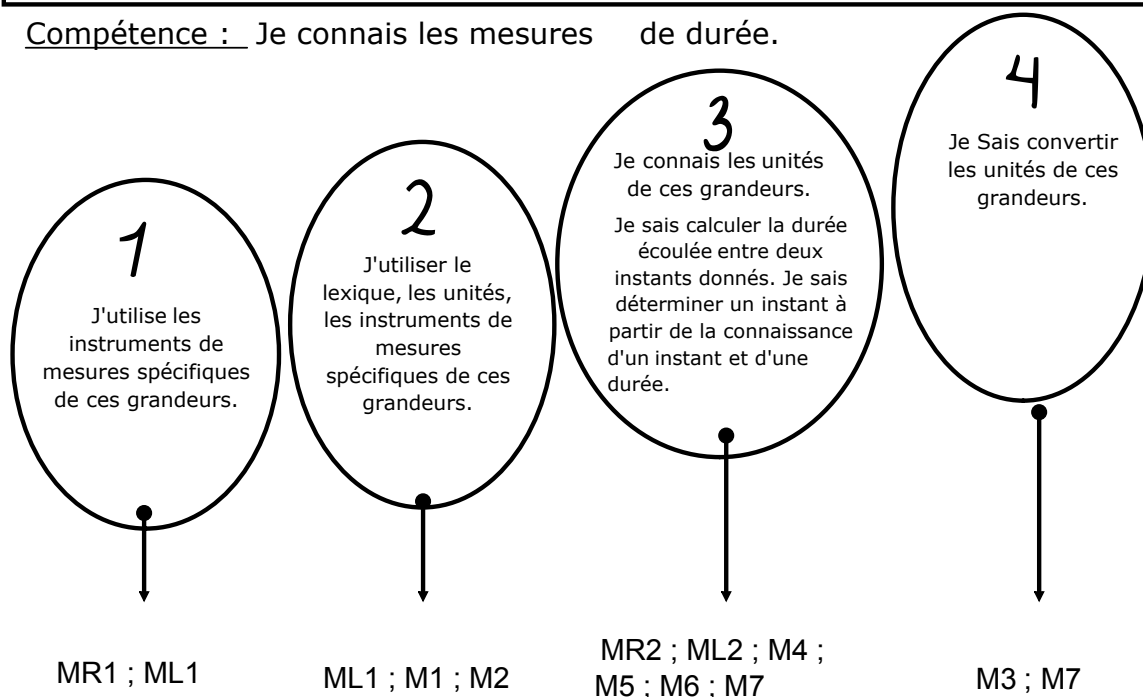 Compétence : Je connais les mesures de durée.
1
J'utilise les
instruments de
mesures spécifiques
de ces grandeurs.
2
J'utiliser le
lexique, les unités,
les instruments de
mesures
spécifiques de ces
grandeurs.
3
Je connais les unités
de ces grandeurs.
Je sais calculer la durée
écoulée entre deux
instants donnés. Je sais
déterminer un instant à
partir de la connaissance
d'un instant et d'une
durée.
4
Je Sais convertir
les unités de ces
grandeurs.
MR1 ; ML1
ML1 ; M1 ; M2
MR2 ; ML2 ; M4 ;
M5 ; M6 ; M7
M3 ; M7